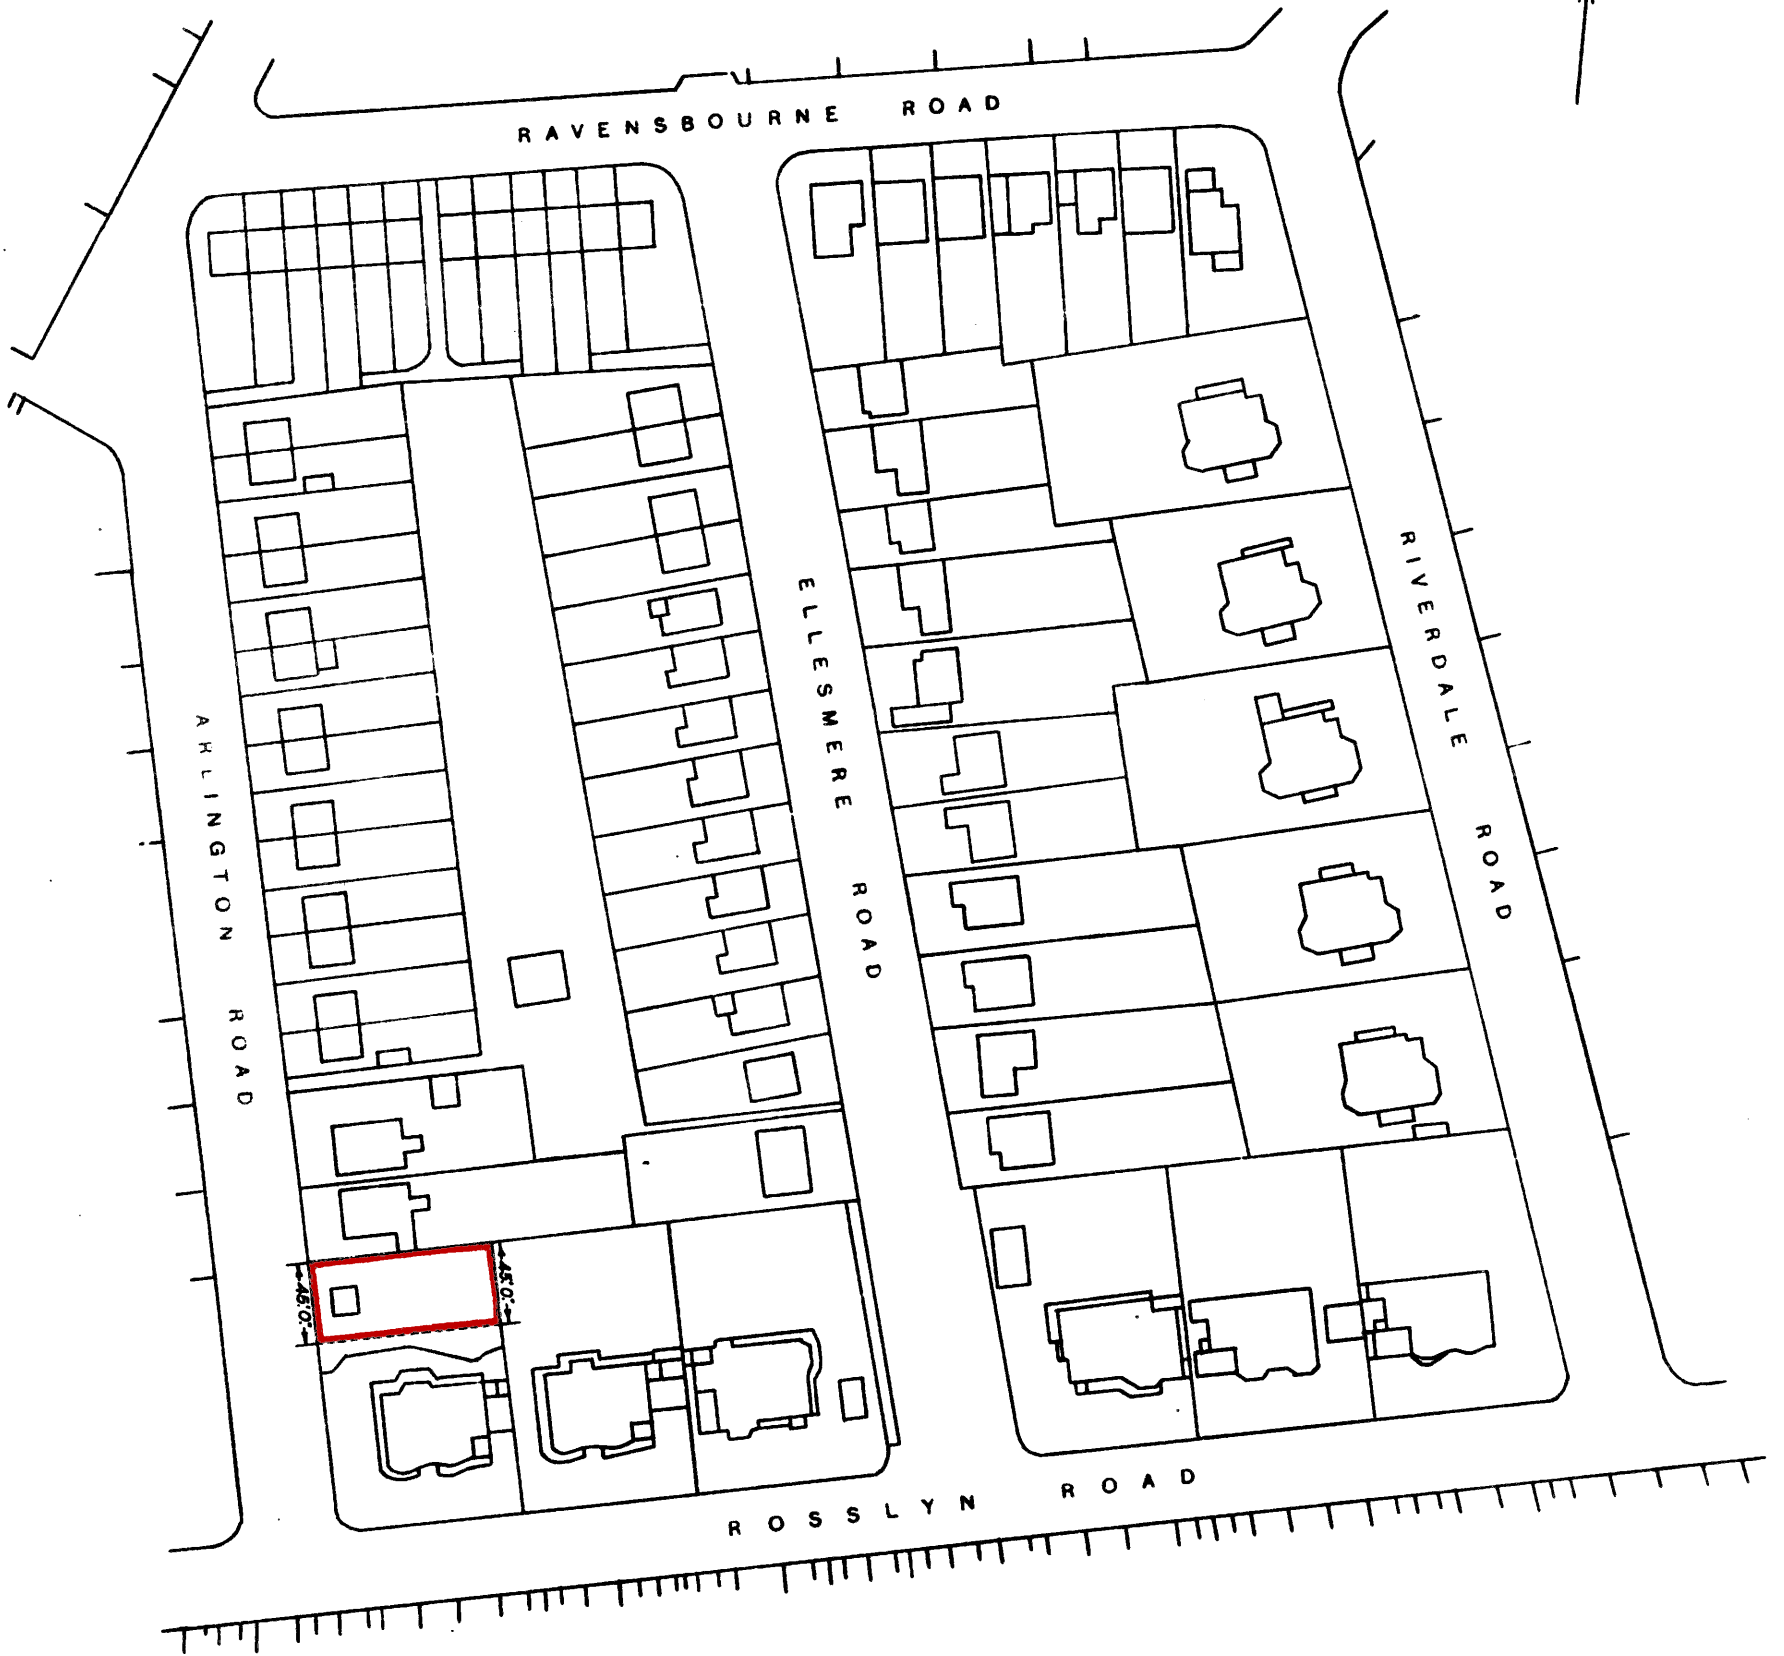 RAVENSBOURNE ROAD
ARLINGTON ROAD
ELLESMERE ROAD
RIVERDALE ROAD
45'.0".
45'.0".
ROSSLYN ROAD